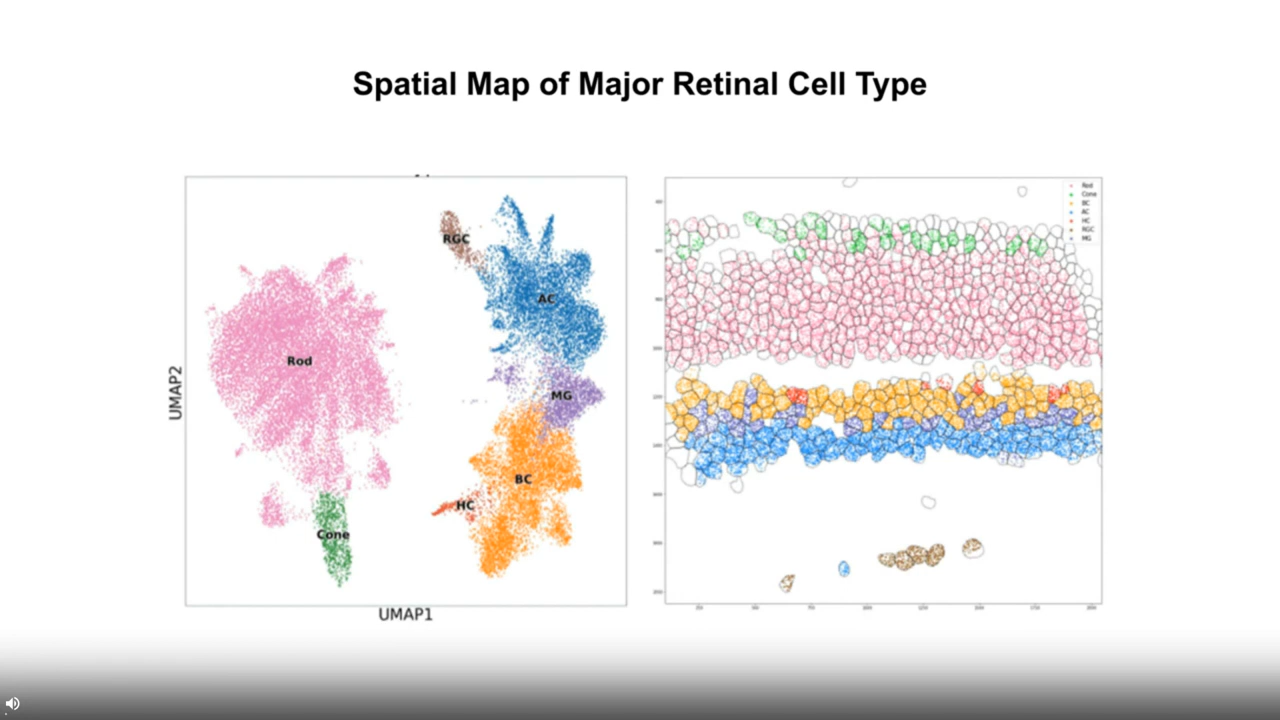 Spatial Map of Major Retinal Cell Type
RGC
AC
Rod
MG
BC
HC
Cone
UMAP2
UMAP1
Rod
Cone
BC
AC
HC
RGC
MG